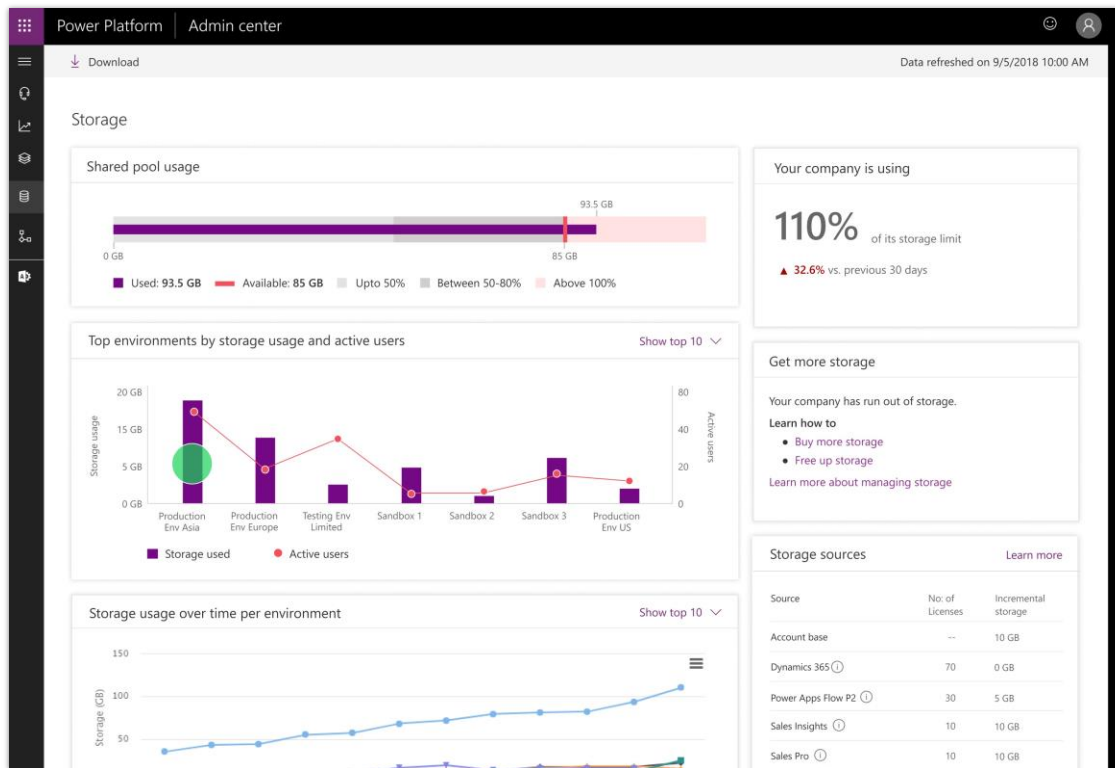 Power Platform Admin center
Download
Data refreshed on 9/5/2018 10:00 AM
Storage
Shared pool usage
93.5 GB
0 GB
85 GB
Used: 93.5 GB
Available: 85 GB
Upto 50%
Between 50-80%
Above 100%
Your company is using
110% of its storage limit
32.6% vs. previous 30 days
Top environments by storage usage and active users
Show top 10
20 GB
15 GB
5 GB
0 GB
Storage usage
80
40
20
0
Active users
Production
Env Asia
Production
Env Europe
Testing Env
Limited
Sandbox 1
Sandbox 2
Sandbox 3
Production
Env US
Storage used
Active users
Get more storage
Your company has run out of storage.
Learn how to
Buy more storage
Free up storage
Learn more about managing storage
Storage usage over time per environment
Show top 10
150
100
50
Storage (GB)
Storage sources
Learn more
Source
No: of
Licenses
Incremental
storage
Account base -- 10 GB
Dynamics 365 70 0 GB
Power Apps Flow P2 30 5 GB
Sales Insights 10 10 GB
Sales Pro 10 10 GB